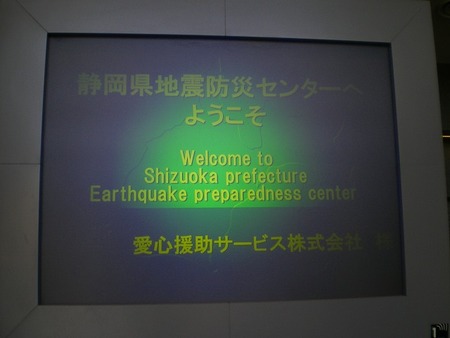 静岡県地震防災センターへ
ようこそ
Welcome to
Shizuoka prefecture
Earthquake preparedness center
愛心援助サービス株式会社 様